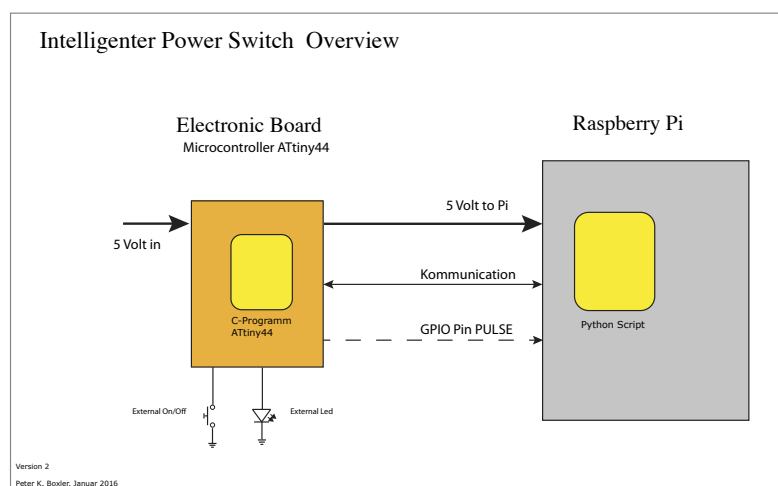 Intelligenter Power Switch  Overview
Electronic Board
Microcontroller ATtiny44
Raspberry Pi
5 Volt in
5 Volt to Pi
Kommunication
GPIO Pin PULSE
C-Programm
ATtiny44
Python Script
External On/Off
External Led
Version 2
Peter K. Boxler, Januar 2016